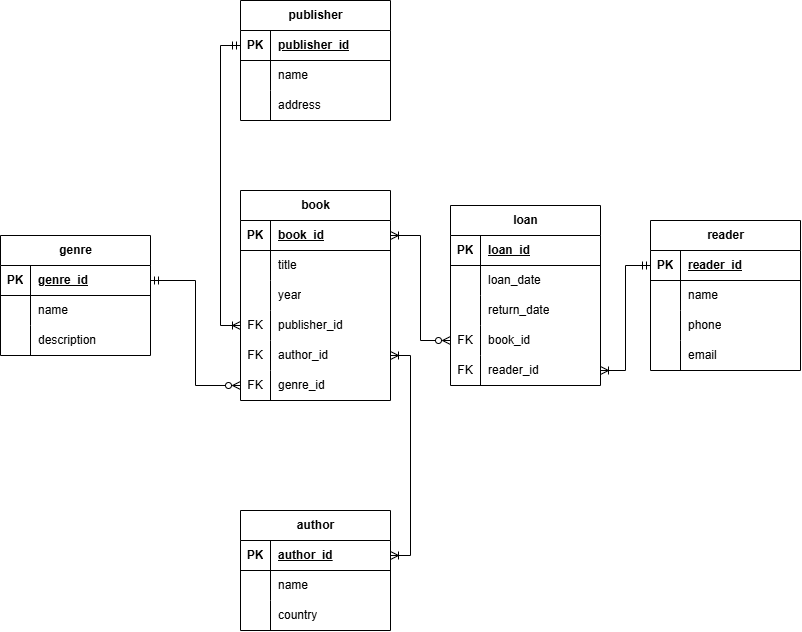 publisher
PK publisher_id
name
address
book
PK book_id
title
year
FK publisher_id
FK author_id
FK genre_id
genre
PK genre_id
name
description
loan
PK loan_id
loan_date
return_date
FK book_id
FK reader_id
reader
PK reader_id
name
phone
email
author
PK author_id
name
country